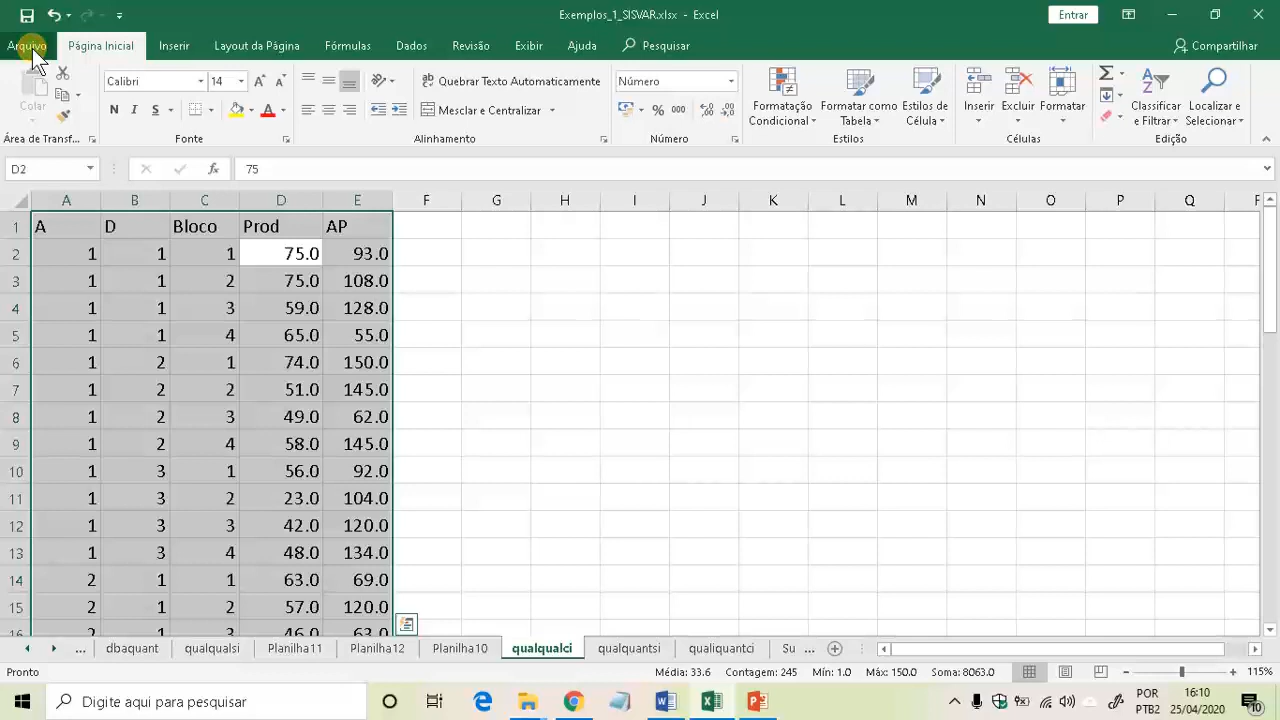 Exemplos_1_SISVAR.xlsx - Excel
Entrar
Arquivo Página Inicial Inserir Layout da Página Fórmulas Dados Revisão Exibir Ajuda Pesquisar Compartilhar
Colar
Calibri 14
N I S
Quebrar Texto Automaticamente
Mesclar e Centralizar
Número
% 000
Formatação Condicional
Formatar como Tabela
Estilos de Célula
Inserir
Excluir
Formatar
Classificar e Filtrar
Localizar e Selecionar
Área de Transf... Fonte Alinhamento Número Estilos Células Edição
D2 fx 75
A B C D E F G H I J K L M N O P Q F
1 A D Bloco Prod AP
2 1 1 1 75.0 93.0
3 1 1 2 75.0 108.0
4 1 1 3 59.0 128.0
5 1 1 4 65.0 55.0
6 1 2 1 74.0 150.0
7 1 2 2 51.0 145.0
8 1 2 3 49.0 62.0
9 1 2 4 58.0 145.0
10 1 3 1 56.0 92.0
11 1 3 2 23.0 104.0
12 1 3 3 42.0 120.0
13 1 3 4 48.0 134.0
14 2 1 1 63.0 69.0
15 2 1 2 57.0 120.0
16 2 1 3 46.0 63.0
... dbaquant qualqualsi Planilha11 Planilha12 Planilha10 qualqualci qualquantsi qualiquantci Su ...
Pronto Média: 33.6 Contagem: 245 Mín: 1.0 Máx: 150.0 Soma: 8063.0 115%
Digite aqui para pesquisar
POR 16:10
PTB2 25/04/2020
10